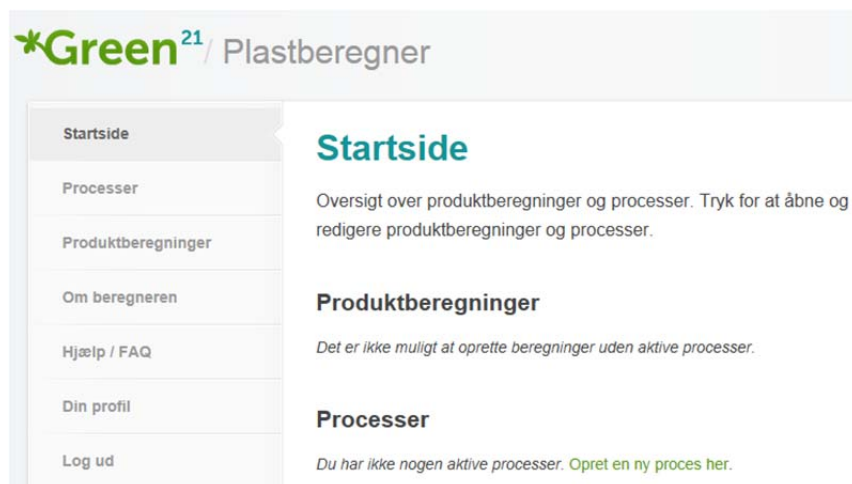 Green21/ Plastberegner
Startside
Processer
Produktberegninger
Om beregneren
Hjælp / FAQ
Din profil
Log ud
Startside
Oversigt over produktberegninger og processer. Tryk for at åbne og
redigere produktberegninger og processer.
Produktberegninger
Det er ikke muligt at oprette beregninger uden aktive processer.
Processer
Du har ikke nogen aktive processer. Opret en ny proces her.